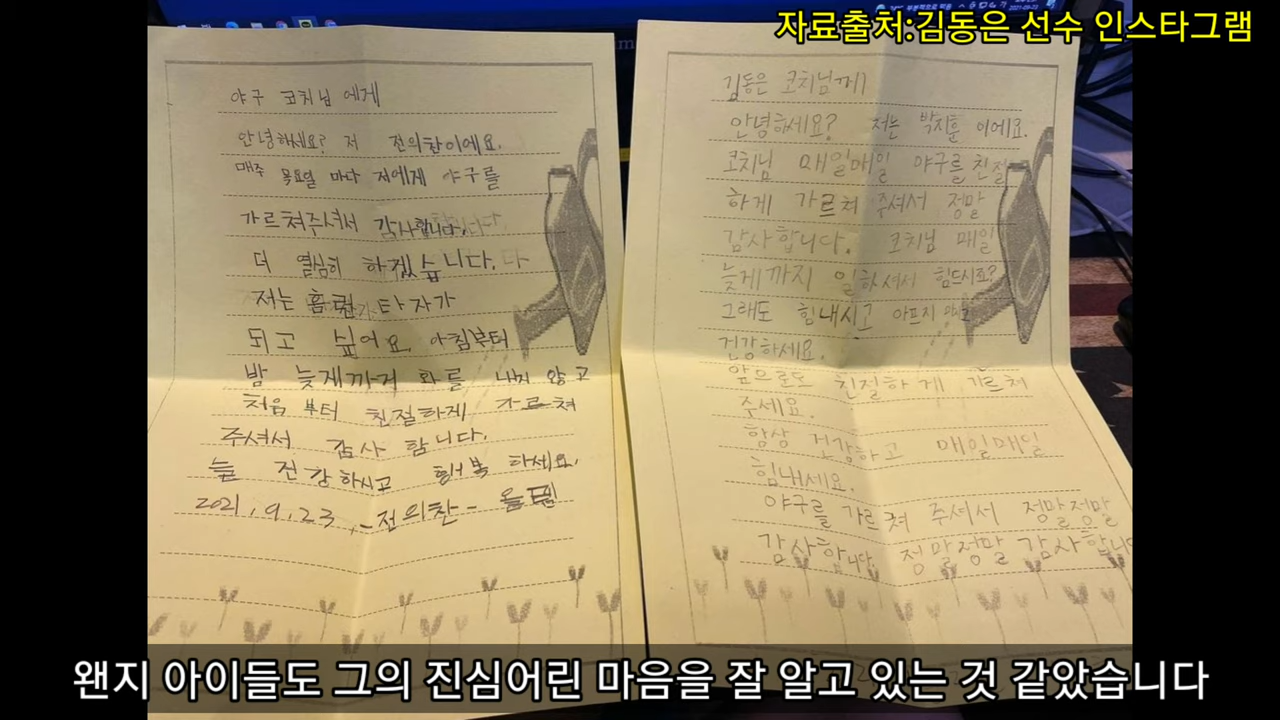 자료출처:김동은 선수 인스타그램
야구 코치님 에게
안녕하세요? 저 전의찬이에요.
매주 목요일 마다 저에게 야구를
가르쳐주셔서 감사합니다.
더 열심히 하겠습니다.
저는 홈런 타자가
되고 싶어요. 아침부터
밤 늦게까지 화를 내지 않고
처음부터 친절하게 가르쳐
주셔서 감사 합니다.
늘 건강하시고 행복 하세요.
2021.9.23. -전의찬- 올림
김동은 코치님께
안녕하세요? 저는 박지훈 이에요.
코치님 매일매일 야구를 친절
하게 가르쳐 주셔서 정말
감사합니다. 코치님 매일
늦게까지 일하셔서 힘드시죠?
그래도 힘내시고 아프지
건강하세요.
앞으로도 친절하게 가르쳐
주세요.
항상 건강하고 매일매일
힘내세요.
야구를 가르쳐 주셔서 정말정말
감사합니다. 정말정말 감사합니다
왠지 아이들도 그의 진심어린 마음을 잘 알고 있는 것 같았습니다